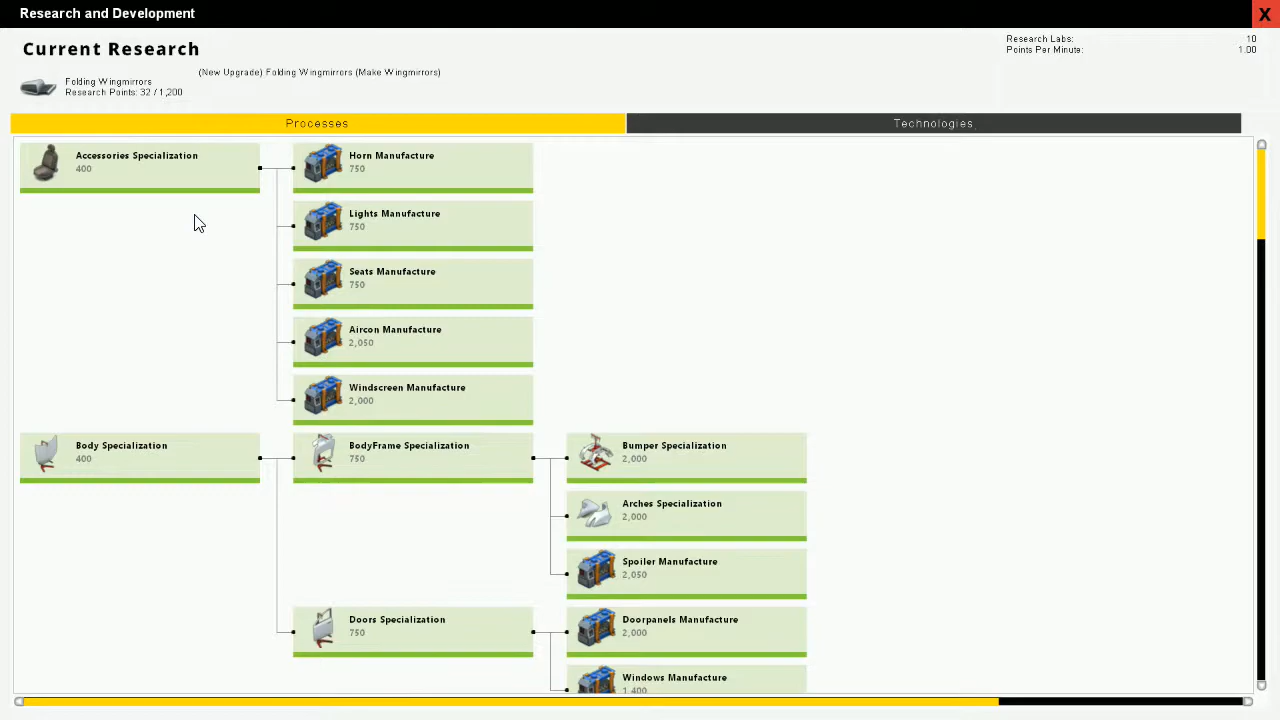 Research and Development
X
Current Research
Research Labs: 10
Points Per Minute: 1.00
(New Upgrade) Folding Wingmirrors (Make Wingmirrors)
Folding Wingmirrors
Research Points: 32 / 1,200
Processes
Technologies
Accessories Specialization
400
Horn Manufacture
750
Lights Manufacture
750
Seats Manufacture
750
Aircon Manufacture
2,050
Windscreen Manufacture
2,000
Body Specialization
400
BodyFrame Specialization
750
Bumper Specialization
2,000
Arches Specialization
2,000
Spoiler Manufacture
2,050
Doors Specialization
750
Doorpanels Manufacture
2,000
Windows Manufacture
1,400